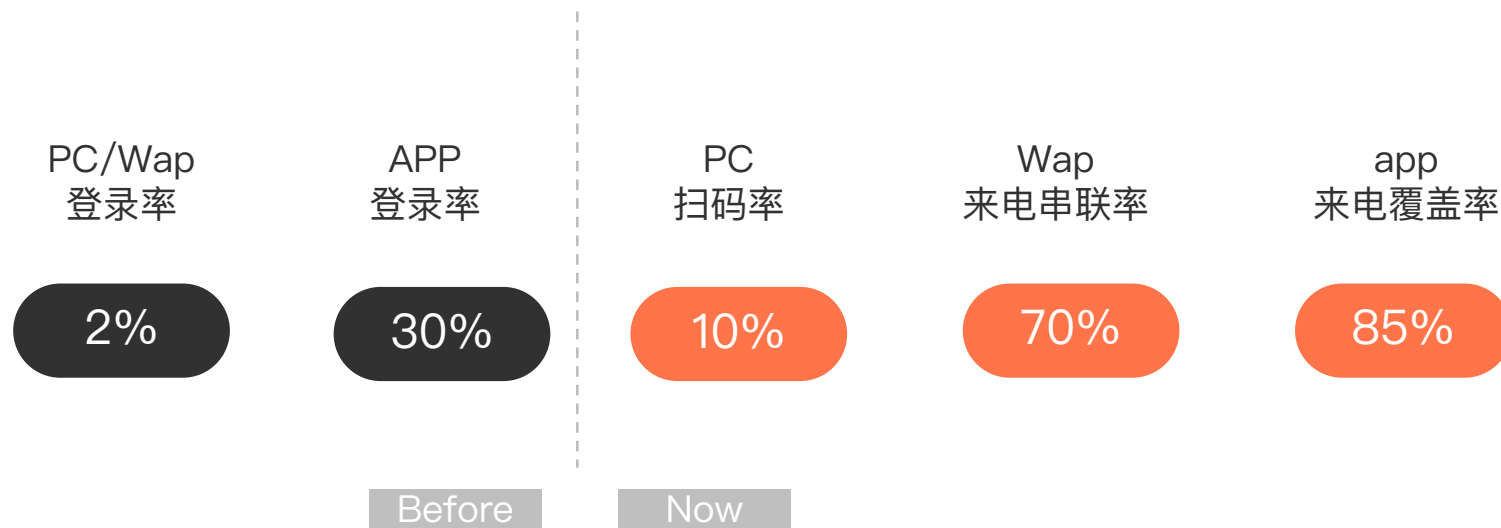 PC/Wap
登录率
APP
登录率
PC
扫码率
Wap
来电串联率
app
来电覆盖率
2%
30%
10%
70%
85%
Before
Now